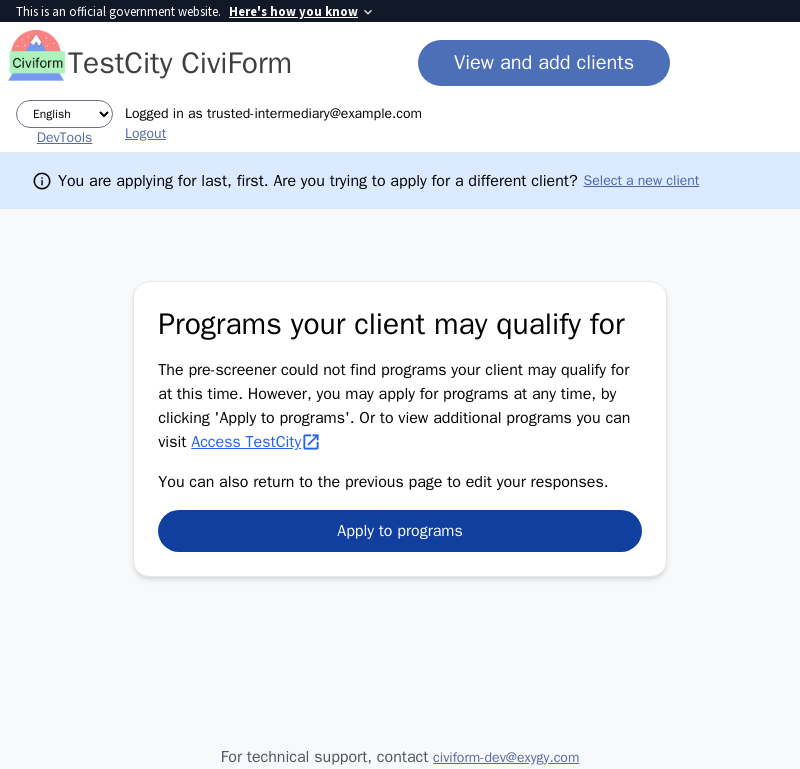 This is an official government website. Here's how you know
Civiform
TestCity CiviForm
View and add clients
English
Logged in as trusted-intermediary@example.com
DevTools
Logout
You are applying for last, first. Are you trying to apply for a different client? Select a new client
Programs your client may qualify for
The pre-screener could not find programs your client may qualify for
at this time. However, you may apply for programs at any time, by
clicking 'Apply to programs'. Or to view additional programs you can
visit Access TestCity
You can also return to the previous page to edit your responses.
Apply to programs
For technical support, contact civiform-dev@exygy.com